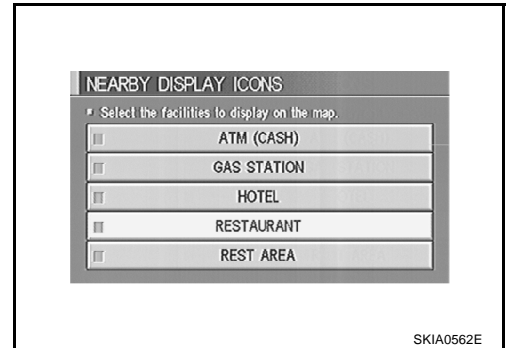 NEARBY DISPLAY ICONS
Select the facilities to display on the map.
ATM (CASH)
GAS STATION
HOTEL
RESTAURANT
REST AREA
SKIA0562E